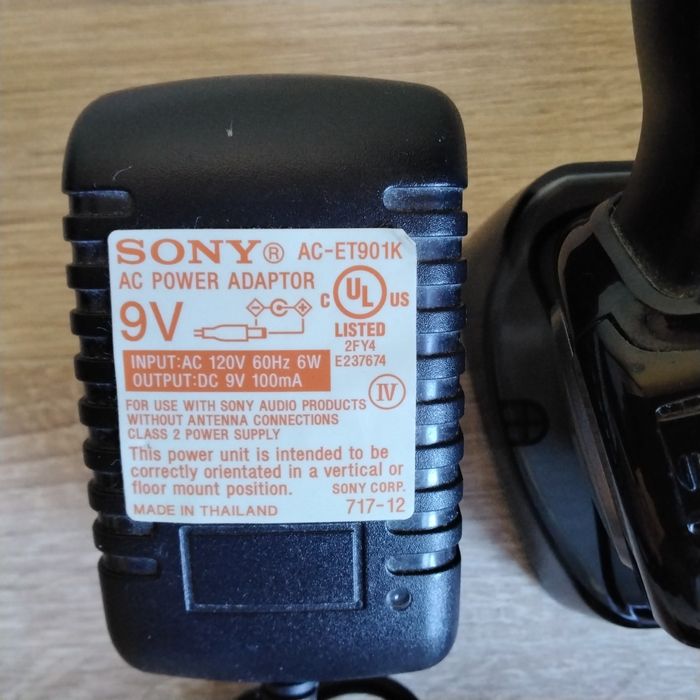 SONY® AC-ET901K
AC POWER ADAPTOR
9V
C UL US
LISTED
2FY4
E237674
INPUT:AC 120V 60Hz 6W
OUTPUT:DC 9V 100mA
IV
FOR USE WITH SONY AUDIO PRODUCTS
WITHOUT ANTENNA CONNECTIONS
CLASS 2 POWER SUPPLY
This power unit is intended to be
correctly orientated in a vertical or
floor mount position. SONY CORP.
MADE IN THAILAND 717-12